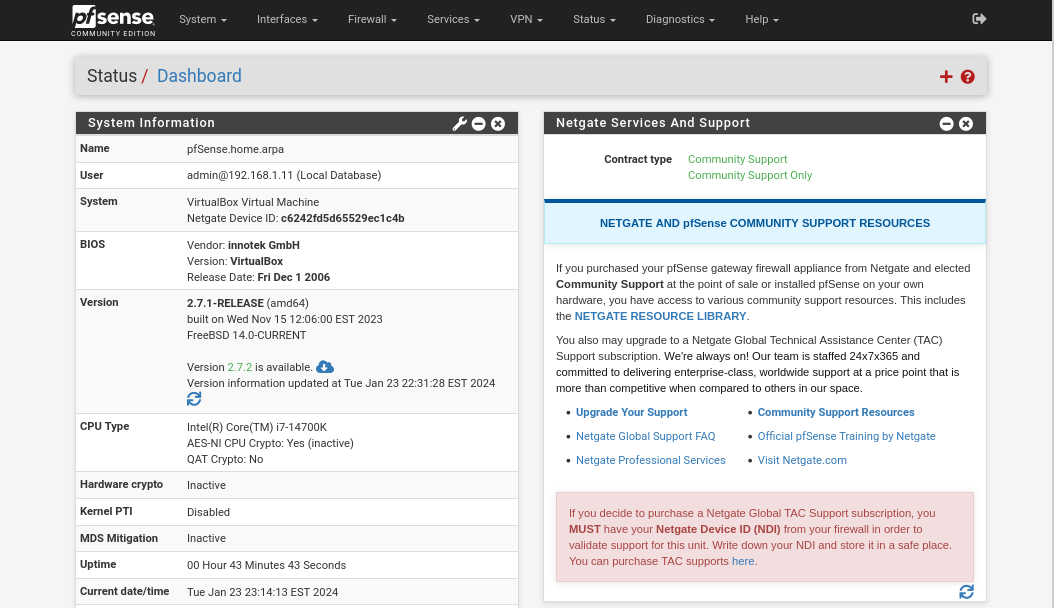 pfsense
COMMUNITY EDITION
System
Interfaces
Firewall
Services
VPN
Status
Diagnostics
Help
Status / Dashboard
System Information
Name pfSense.home.arpa
User admin@192.168.1.11 (Local Database)
System VirtualBox Virtual Machine
Netgate Device ID: c6242fd5d65529ec1c4b
BIOS Vendor: innotek GmbH
Version: VirtualBox
Release Date: Fri Dec 1 2006
Version 2.7.1-RELEASE (amd64)
built on Wed Nov 15 12:06:00 EST 2023
FreeBSD 14.0-CURRENT
Version 2.7.2 is available.
Version information updated at Tue Jan 23 22:31:28 EST 2024
CPU Type Intel(R) Core(TM) i7-14700K
AES-NI CPU Crypto: Yes (inactive)
QAT Crypto: No
Hardware crypto Inactive
Kernel PTI Disabled
MDS Mitigation Inactive
Uptime 00 Hour 43 Minutes 43 Seconds
Current date/time Tue Jan 23 23:14:13 EST 2024
Netgate Services And Support
Contract type Community Support
Community Support Only
NETGATE AND pfSense COMMUNITY SUPPORT RESOURCES
If you purchased your pfSense gateway firewall appliance from Netgate and elected
Community Support at the point of sale or installed pfSense on your own
hardware, you have access to various community support resources. This includes
the NETGATE RESOURCE LIBRARY.
You also may upgrade to a Netgate Global Technical Assistance Center (TAC)
Support subscription. We're always on! Our team is staffed 24x7x365 and
committed to delivering enterprise-class, worldwide support at a price point that is
more than competitive when compared to others in our space.
• Upgrade Your Support
• Community Support Resources
• Netgate Global Support FAQ
• Official pfSense Training by Netgate
• Netgate Professional Services
• Visit Netgate.com
If you decide to purchase a Netgate Global TAC Support subscription, you
MUST have your Netgate Device ID (NDI) from your firewall in order to
validate support for this unit. Write down your NDI and store it in a safe place.
You can purchase TAC supports here.